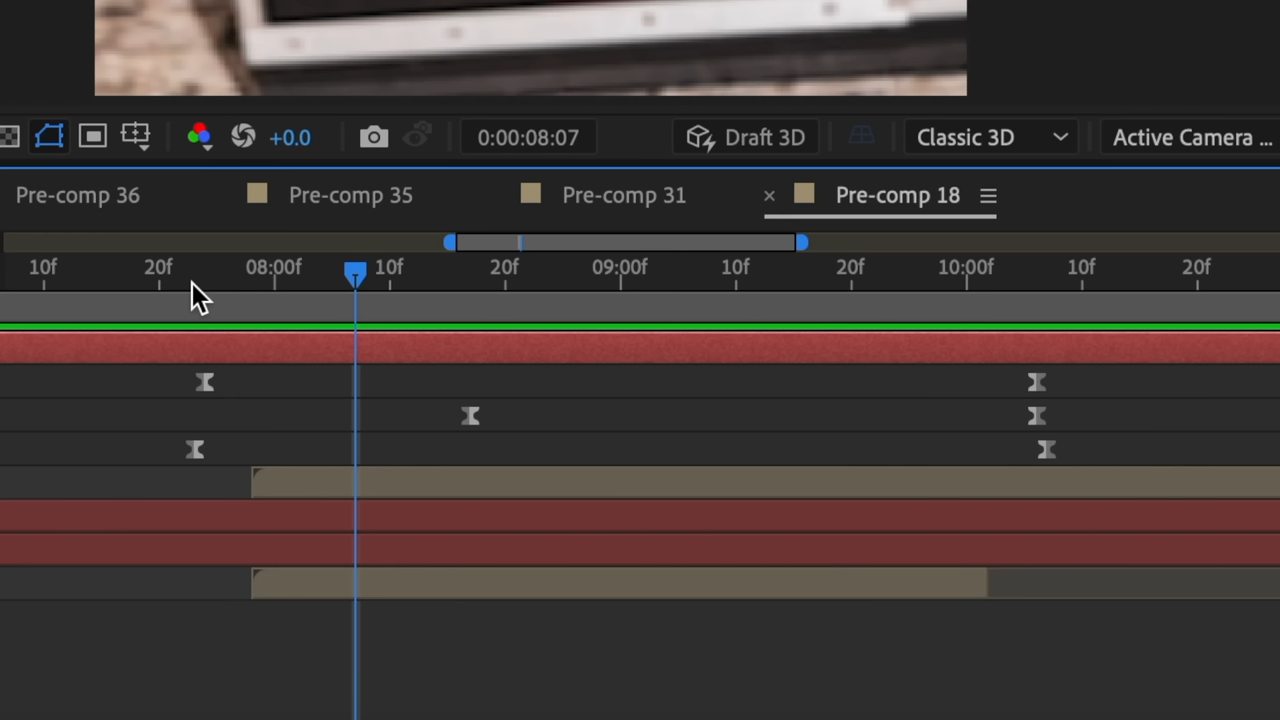 +0.0 0:00:08:07 Draft 3D Classic 3D Active Camera ...
Pre-comp 36 Pre-comp 35 Pre-comp 31 × Pre-comp 18
10f 20f 08:00f 10f 20f 09:00f 10f 20f 10:00f 10f 20f